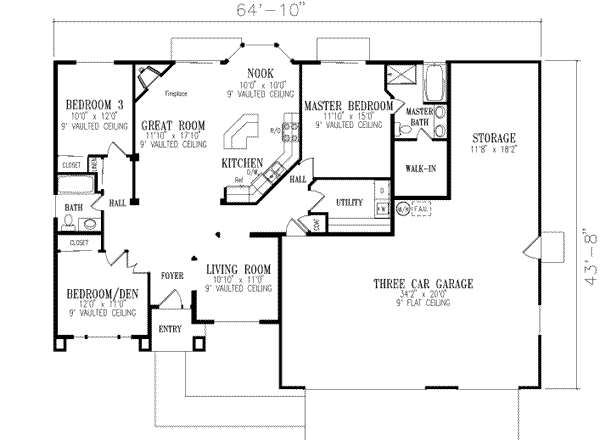 64'-10"
NOOK
10'0" x 10'0"
9' VAULTED CEILING
Fireplace
BEDROOM 3
10'0" x 12'0"
9' VAULTED CEILING
GREAT ROOM
11'10" x 17'10"
9' VAULTED CEILING
R/O
MASTER BEDROOM
11'10" x 15'0"
9' VAULTED CEILING
MASTER
BATH
STORAGE
11'8" x 18'2"
CLOSET
LINEN
KITCHEN
D/W
Ref
HALL
WALK-IN
BATH
HALL
UTILITY
F/W
W/H
FAU
COAT
CLOSET
43'-8"
BEDROOM/DEN
12'0" x 11'0"
9' VAULTED CEILING
FOYER
LIVING ROOM
10'10" x 11'0"
9' VAULTED CEILING
THREE CAR GARAGE
34'2" x 20'0"
9' FLAT CEILING
ENTRY